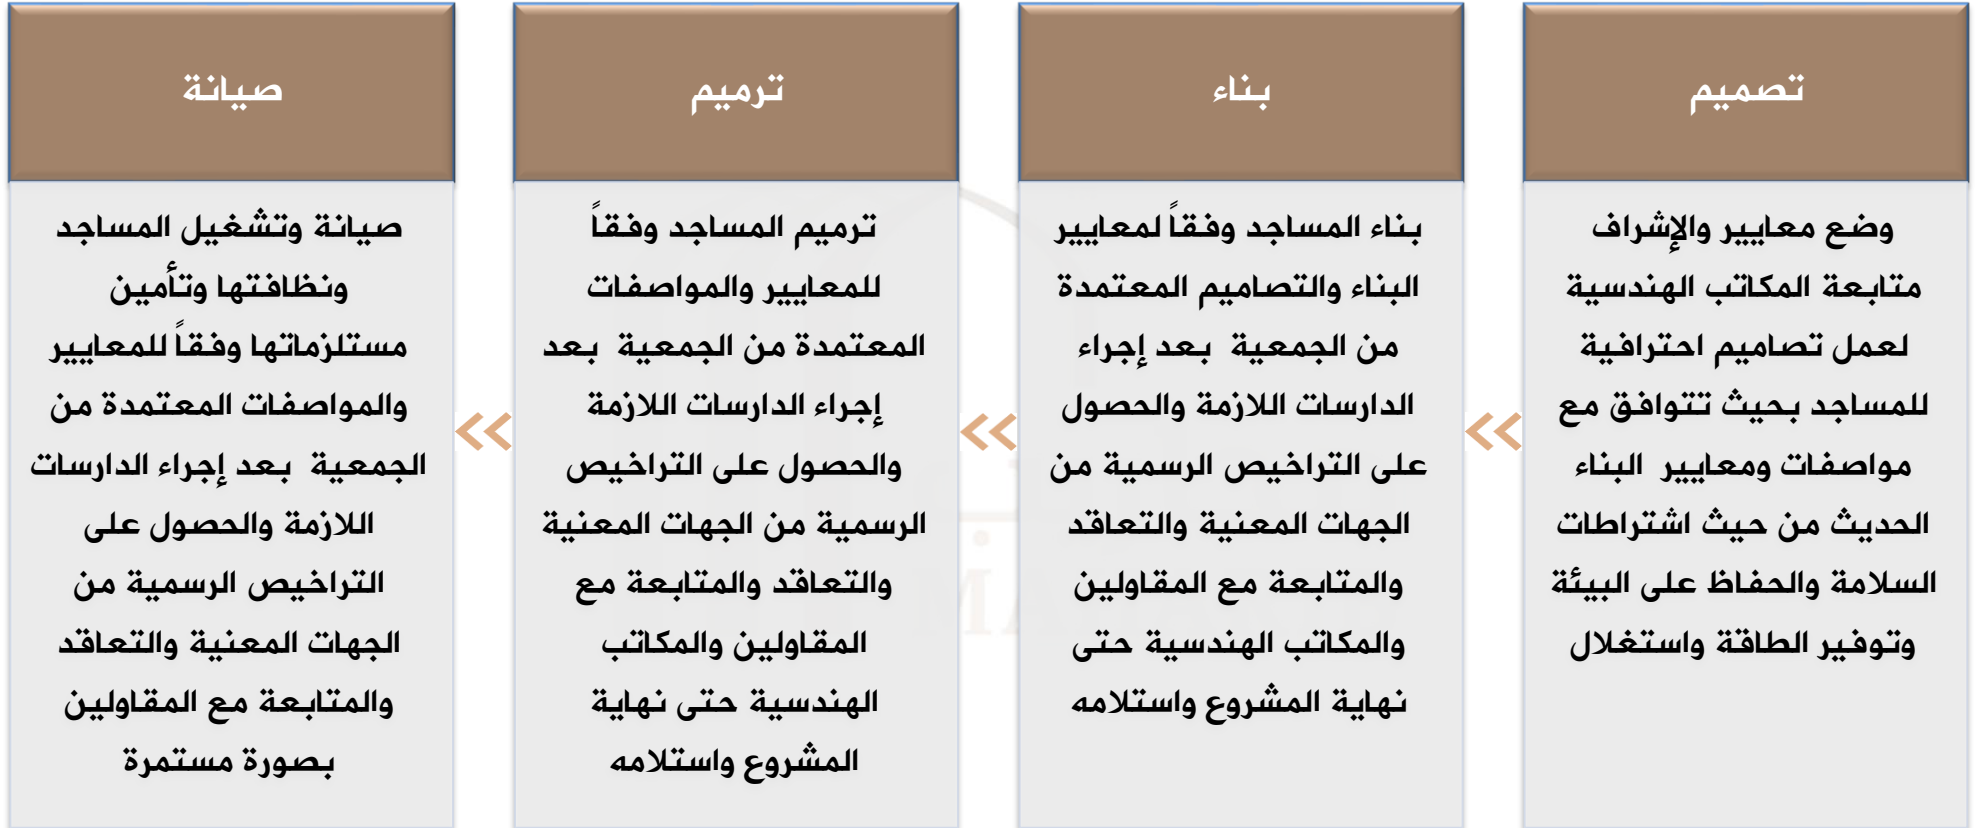 تصميم
وضع معايير والإشراف
متابعة المكاتب الهندسية
لعمل تصاميم احترافية
للمساجد بحيث تتوافق مع
مواصفات ومعايير البناء
الحديث من حيث اشتراطات
السلامة والحفاظ على البيئة
وتوفير الطاقة واستغلال
بناء
بناء المساجد وفقاً لمعايير
البناء والتصاميم المعتمدة
من الجمعية بعد إجراء
الدارسات اللازمة والحصول
على التراخيص الرسمية من
الجهات المعنية والتعاقد
والمتابعة مع المقاولين
والمكاتب الهندسية حتى
نهاية المشروع واستلامه
ترميم
ترميم المساجد وفقاً
للمعايير والمواصفات
المعتمدة من الجمعية بعد
إجراء الدارسات اللازمة
والحصول على التراخيص
الرسمية من الجهات المعنية
والتعاقد والمتابعة مع
المقاولين والمكاتب
الهندسية حتى نهاية
المشروع واستلامه
صيانة
صيانة وتشغيل المساجد
ونظافتها وتأمين
مستلزماتها وفقاً للمعايير
والمواصفات المعتمدة من
الجمعية بعد إجراء الدارسات
اللازمة والحصول على
التراخيص الرسمية من
الجهات المعنية والتعاقد
والمتابعة مع المقاولين
بصورة مستمرة